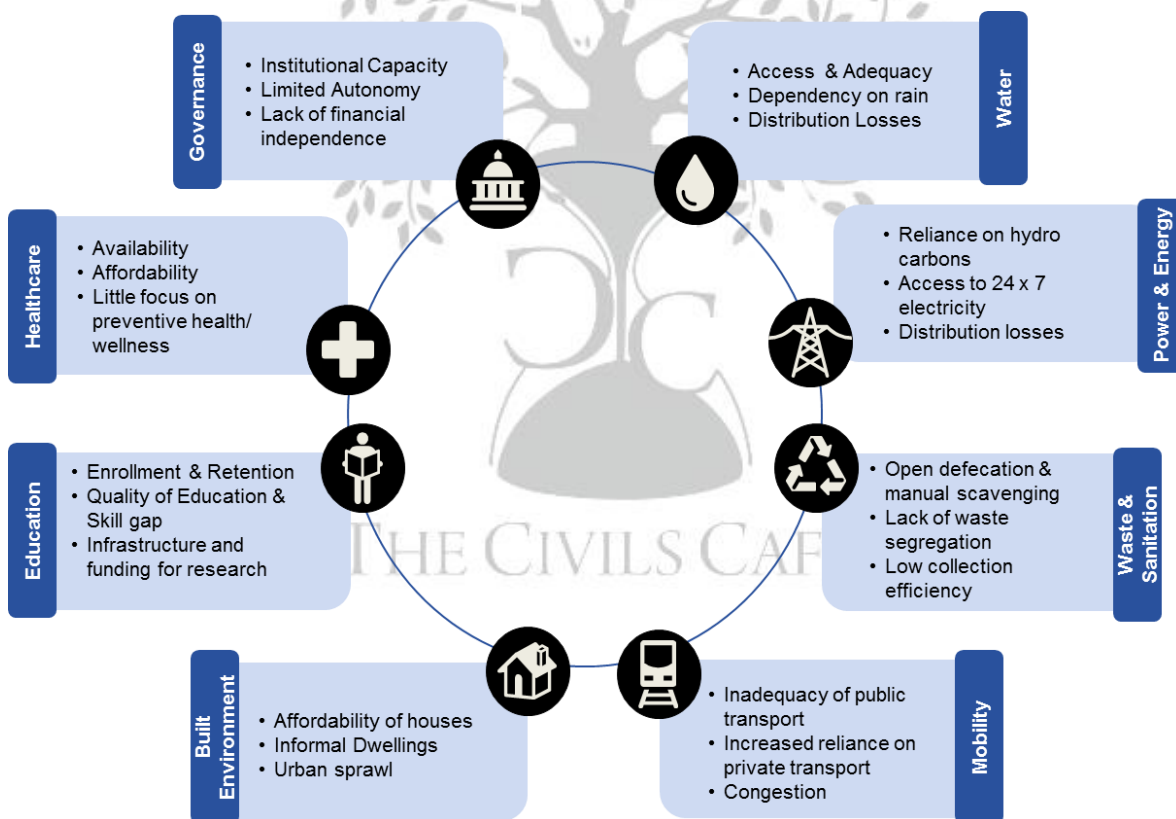 Governance
• Institutional Capacity
• Limited Autonomy
• Lack of financial
independence
Water
• Access & Adequacy
• Dependency on rain
• Distribution Losses
Healthcare
• Availability
• Affordability
• Little focus on
preventive health/
wellness
Power & Energy
• Reliance on hydro
carbons
• Access to 24 x 7
electricity
• Distribution losses
Education
• Enrollment & Retention
• Quality of Education &
Skill gap
• Infrastructure and
funding for research
Waste &
Sanitation
• Open defecation &
manual scavenging
• Lack of waste
segregation
• Low collection
efficiency
THE CIVILS CAF
Built
Environment
• Affordability of houses
• Informal Dwellings
• Urban sprawl
Mobility
• Inadequacy of public
transport
• Increased reliance on
private transport
• Congestion